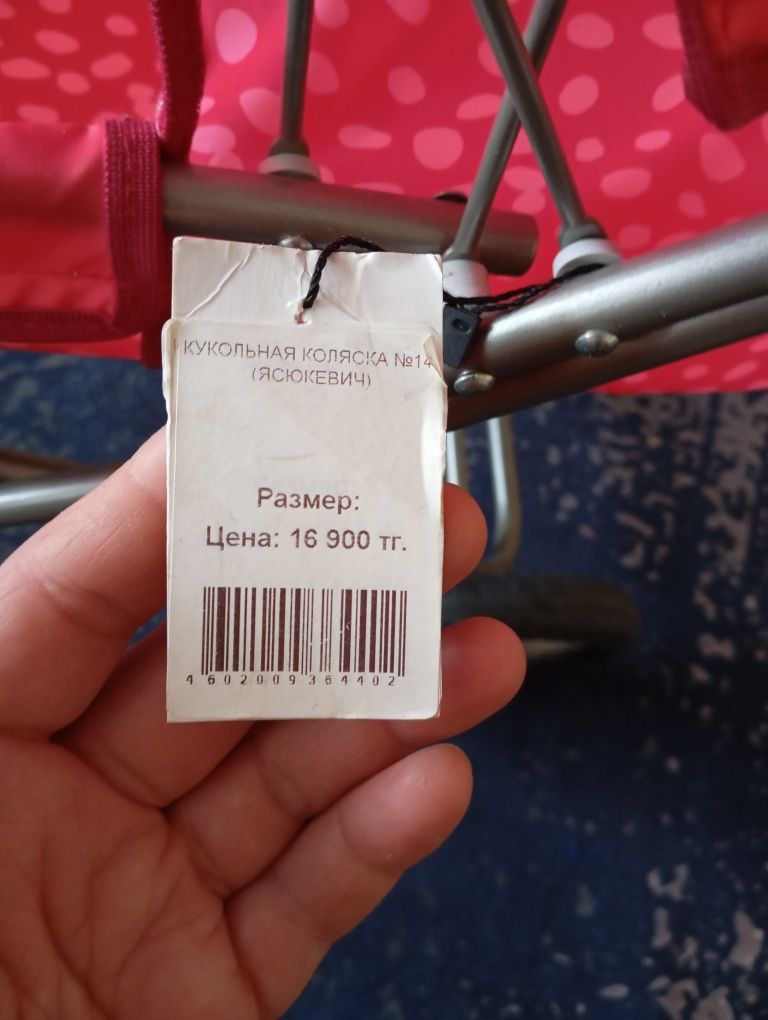 КУКОЛЬНАЯ КОЛЯСКА №14
(ЯСЮКЕВИЧ)
Размер:
Цена: 16 900 тг.
4602009364402